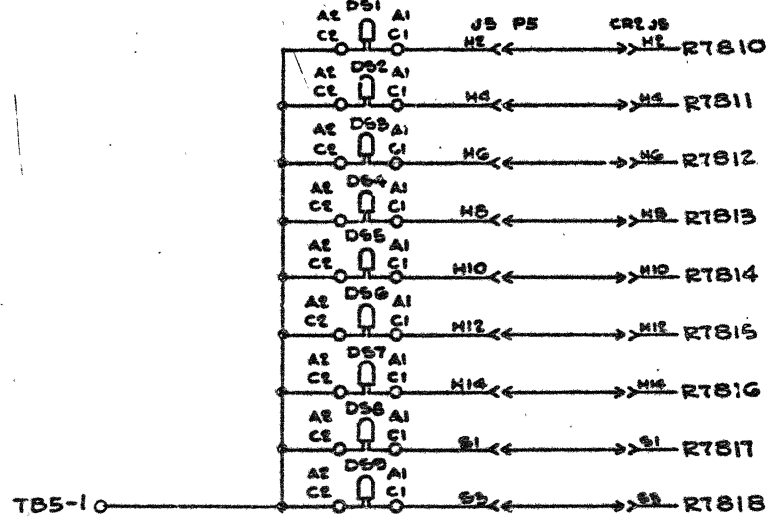 DS1
A2 A1 J5 P5 CR2 J5
C2 C1 H2 H2 R7810
A2 DS2 A1
C2 C1 H4 H4 R7811
A2 DS3 A1
C2 C1 H6 H6 R7812
A2 DS4 A1
C2 C1 H8 H8 R7813
A2 DS5 A1
C2 C1 H10 H10 R7814
A2 DS6 A1
C2 C1 H12 H12 R7815
A2 DS7 A1
C2 C1 H14 H14 R7816
A2 DS8 A1
C2 C1 S1 S1 R7817
A2 DS9 A1
TB5-1 C2 C1 R7818